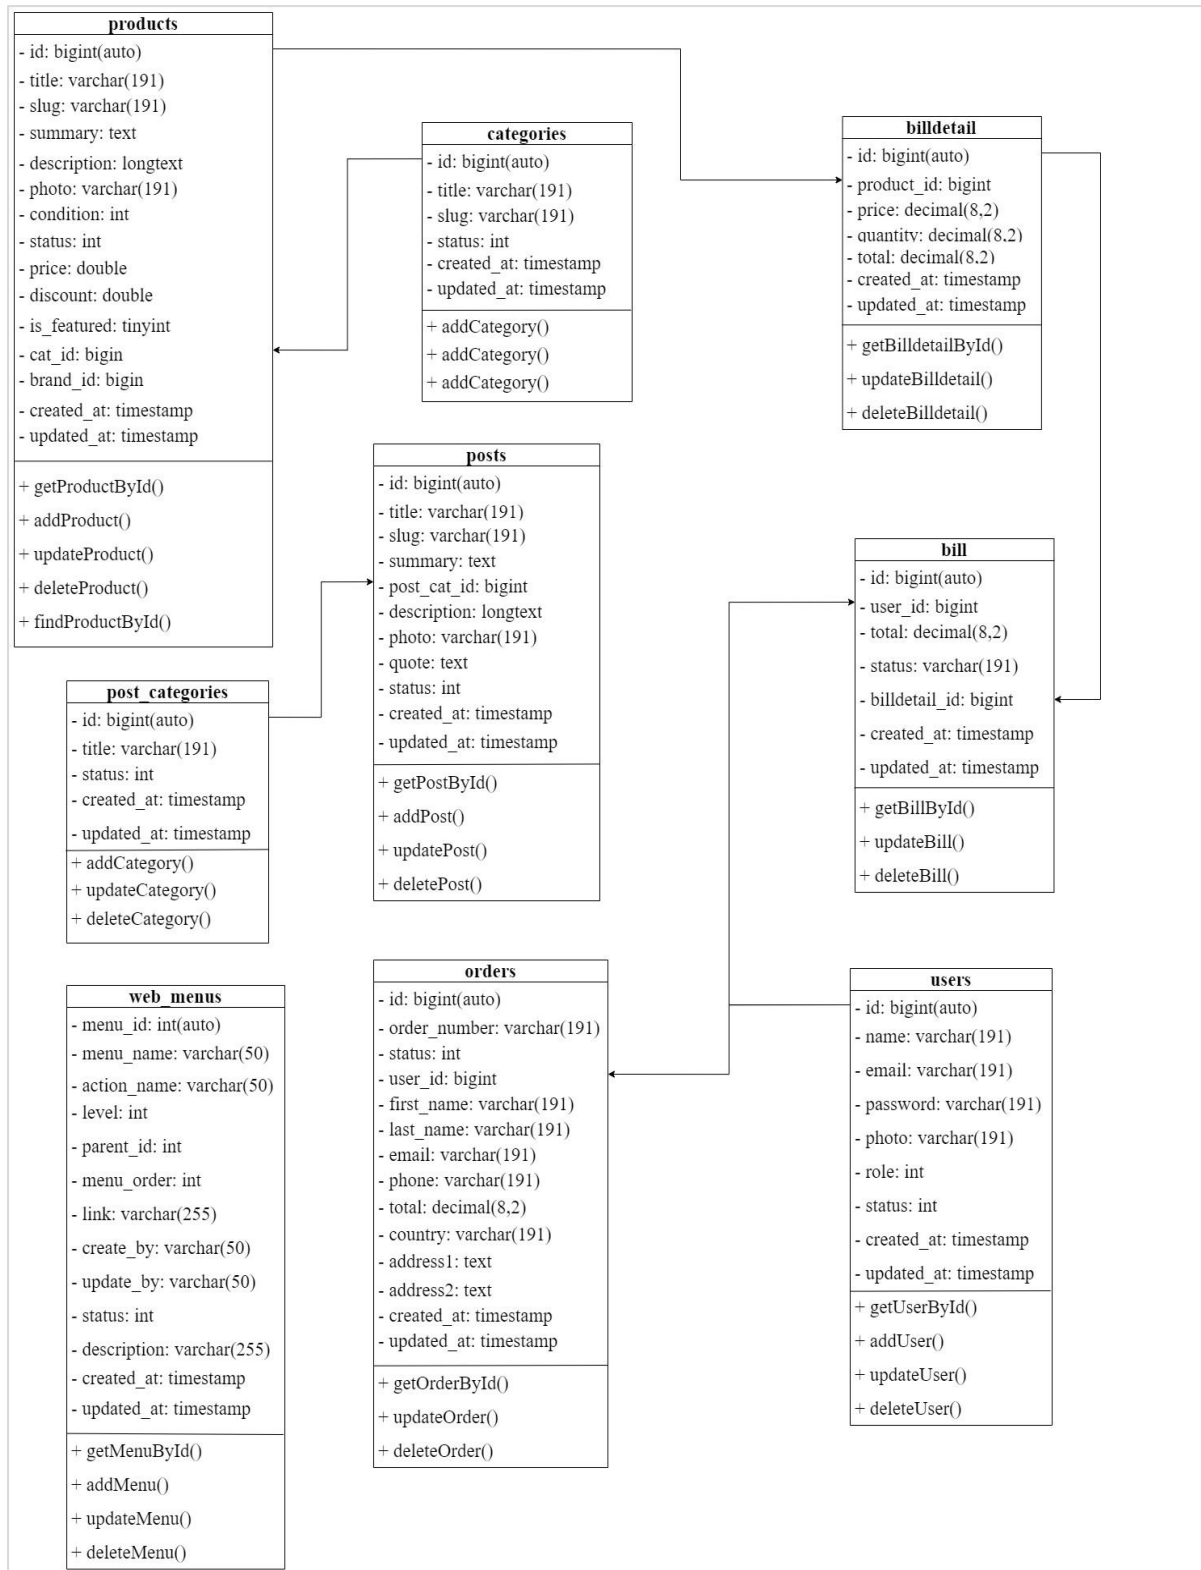 products
- id: bigint(auto)
- title: varchar(191)
- slug: varchar(191)
- summary: text
- description: longtext
- photo: varchar(191)
- condition: int
- status: int
- price: double
- discount: double
- is_featured: tinyint
- cat_id: bigin
- brand_id: bigin
- created_at: timestamp
- updated_at: timestamp
+ getProductById()
+ addProduct()
+ updateProduct()
+ deleteProduct()
+ findProductById()
categories
- id: bigint(auto)
- title: varchar(191)
- slug: varchar(191)
- status: int
- created_at: timestamp
- updated_at: timestamp
+ addCategory()
+ addCategory()
+ addCategory()
billdetail
- id: bigint(auto)
- product_id: bigint
- price: decimal(8,2)
- quantity: decimal(8,2)
- total: decimal(8,2)
- created_at: timestamp
- updated_at: timestamp
+ getBilldetailById()
+ updateBilldetail()
+ deleteBilldetail()
posts
- id: bigint(auto)
- title: varchar(191)
- slug: varchar(191)
- summary: text
- post_cat_id: bigint
- description: longtext
- photo: varchar(191)
- quote: text
- status: int
- created_at: timestamp
- updated_at: timestamp
+ getPostById()
+ addPost()
+ updatePost()
+ deletePost()
bill
- id: bigint(auto)
- user_id: bigint
- total: decimal(8,2)
- status: varchar(191)
- billdetail_id: bigint
- created_at: timestamp
- updated_at: timestamp
+ getBillById()
+ updateBill()
+ deleteBill()
post_categories
- id: bigint(auto)
- title: varchar(191)
- status: int
- created_at: timestamp
- updated_at: timestamp
+ addCategory()
+ updateCategory()
+ deleteCategory()
web_menus
- menu_id: int(auto)
- menu_name: varchar(50)
- action_name: varchar(50)
- level: int
- parent_id: int
- menu_order: int
- link: varchar(255)
- create_by: varchar(50)
- update_by: varchar(50)
- status: int
- description: varchar(255)
- created_at: timestamp
- updated_at: timestamp
+ getMenuById()
+ addMenu()
+ updateMenu()
+ deleteMenu()
orders
- id: bigint(auto)
- order_number: varchar(191)
- status: int
- user_id: bigint
- first_name: varchar(191)
- last_name: varchar(191)
- email: varchar(191)
- phone: varchar(191)
- total: decimal(8,2)
- country: varchar(191)
- address1: text
- address2: text
- created_at: timestamp
- updated_at: timestamp
+ getOrderById()
+ updateOrder()
+ deleteOrder()
users
- id: bigint(auto)
- name: varchar(191)
- email: varchar(191)
- password: varchar(191)
- photo: varchar(191)
- role: int
- status: int
- created_at: timestamp
- updated_at: timestamp
+ getUserById()
+ addUser()
+ updateUser()
+ deleteUser()